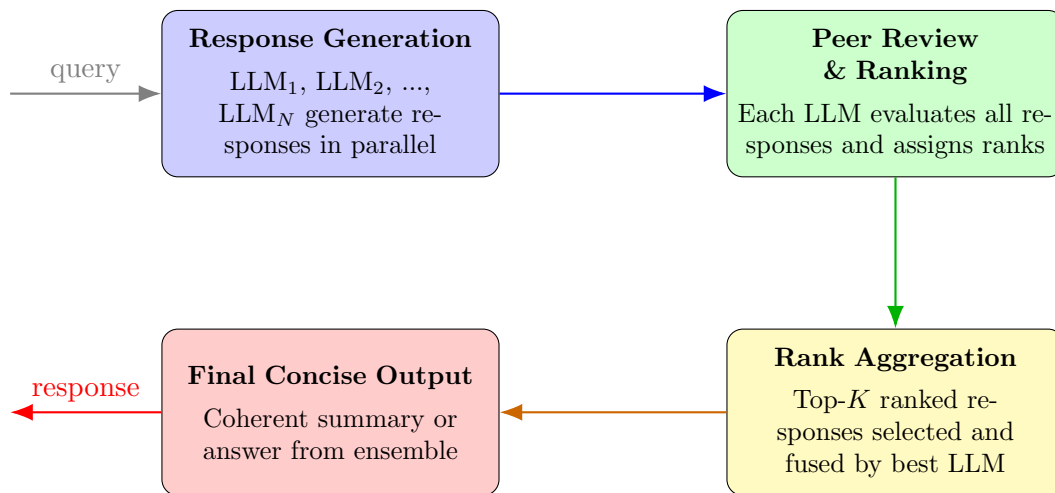 query
Response Generation
LLM₁, LLM₂, ...,
LLM_N generate re-
sponses in parallel
Peer Review
& Ranking
Each LLM evaluates all re-
sponses and assigns ranks
response
Final Concise Output
Coherent summary or
answer from ensemble
Rank Aggregation
Top-K ranked re-
sponses selected and
fused by best LLM